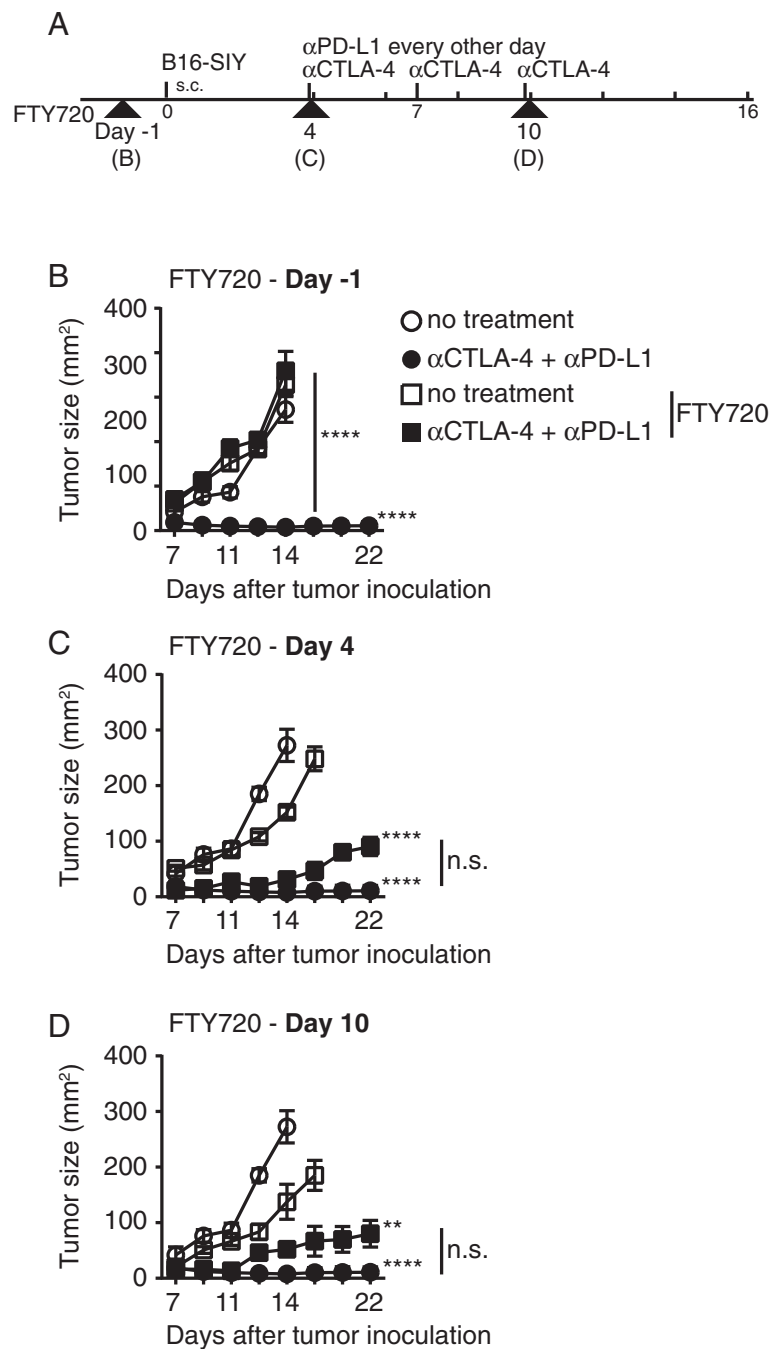 A
αPD-L1 every other day
B16-SIY
αCTLA-4 αCTLA-4 αCTLA-4
s.c.
FTY720 0 7 16
Day -1 4 10
(B) (C) (D)
B FTY720 - Day -1
Tumor size (mm²)
400
300
200
100
0
7 11 14 22
Days after tumor inoculation
****
****
no treatment
αCTLA-4 + αPD-L1
no treatment
αCTLA-4 + αPD-L1
FTY720
C FTY720 - Day 4
Tumor size (mm²)
400
300
200
100
0
7 11 14 22
Days after tumor inoculation
****
****
n.s.
D FTY720 - Day 10
Tumor size (mm²)
400
300
200
100
0
7 11 14 22
Days after tumor inoculation
**
****
n.s.